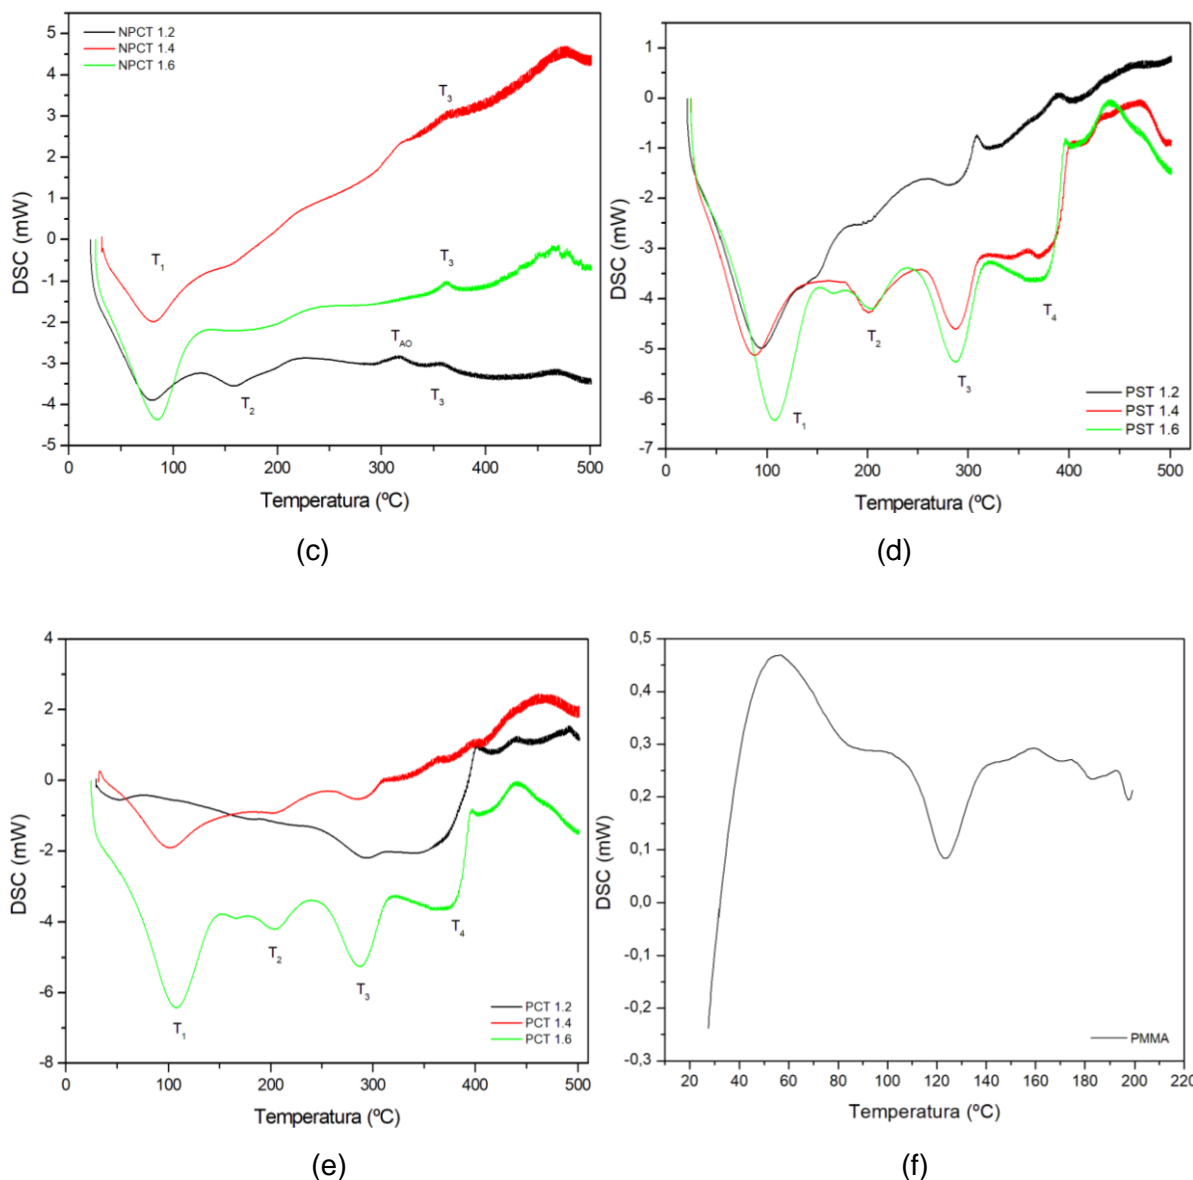 NPCT 1.2
NPCT 1.4
NPCT 1.6
5
4
3
2
1
0
-1
-2
-3
-4
-5
DSC (mW)
T3
T1
T3
TAO
T2
T3
0 100 200 300 400 500
Temperatura (ºC)
(c)
1
0
-1
-2
-3
-4
-5
-6
-7
DSC (mW)
T4
T2
T3
T1
PST 1.2
PST 1.4
PST 1.6
0 100 200 300 400 500
Temperatura (ºC)
(d)
4
2
0
-2
-4
-6
-8
DSC (mW)
T4
T2
T3
T1
PCT 1.2
PCT 1.4
PCT 1.6
0 100 200 300 400 500
Temperatura (ºC)
(e)
0,5
0,4
0,3
0,2
0,1
0,0
-0,1
-0,3
DSC (mW)
PMMA
20 40 60 80 100 120 140 160 180 200 220
Temperatura (ºC)
(f)